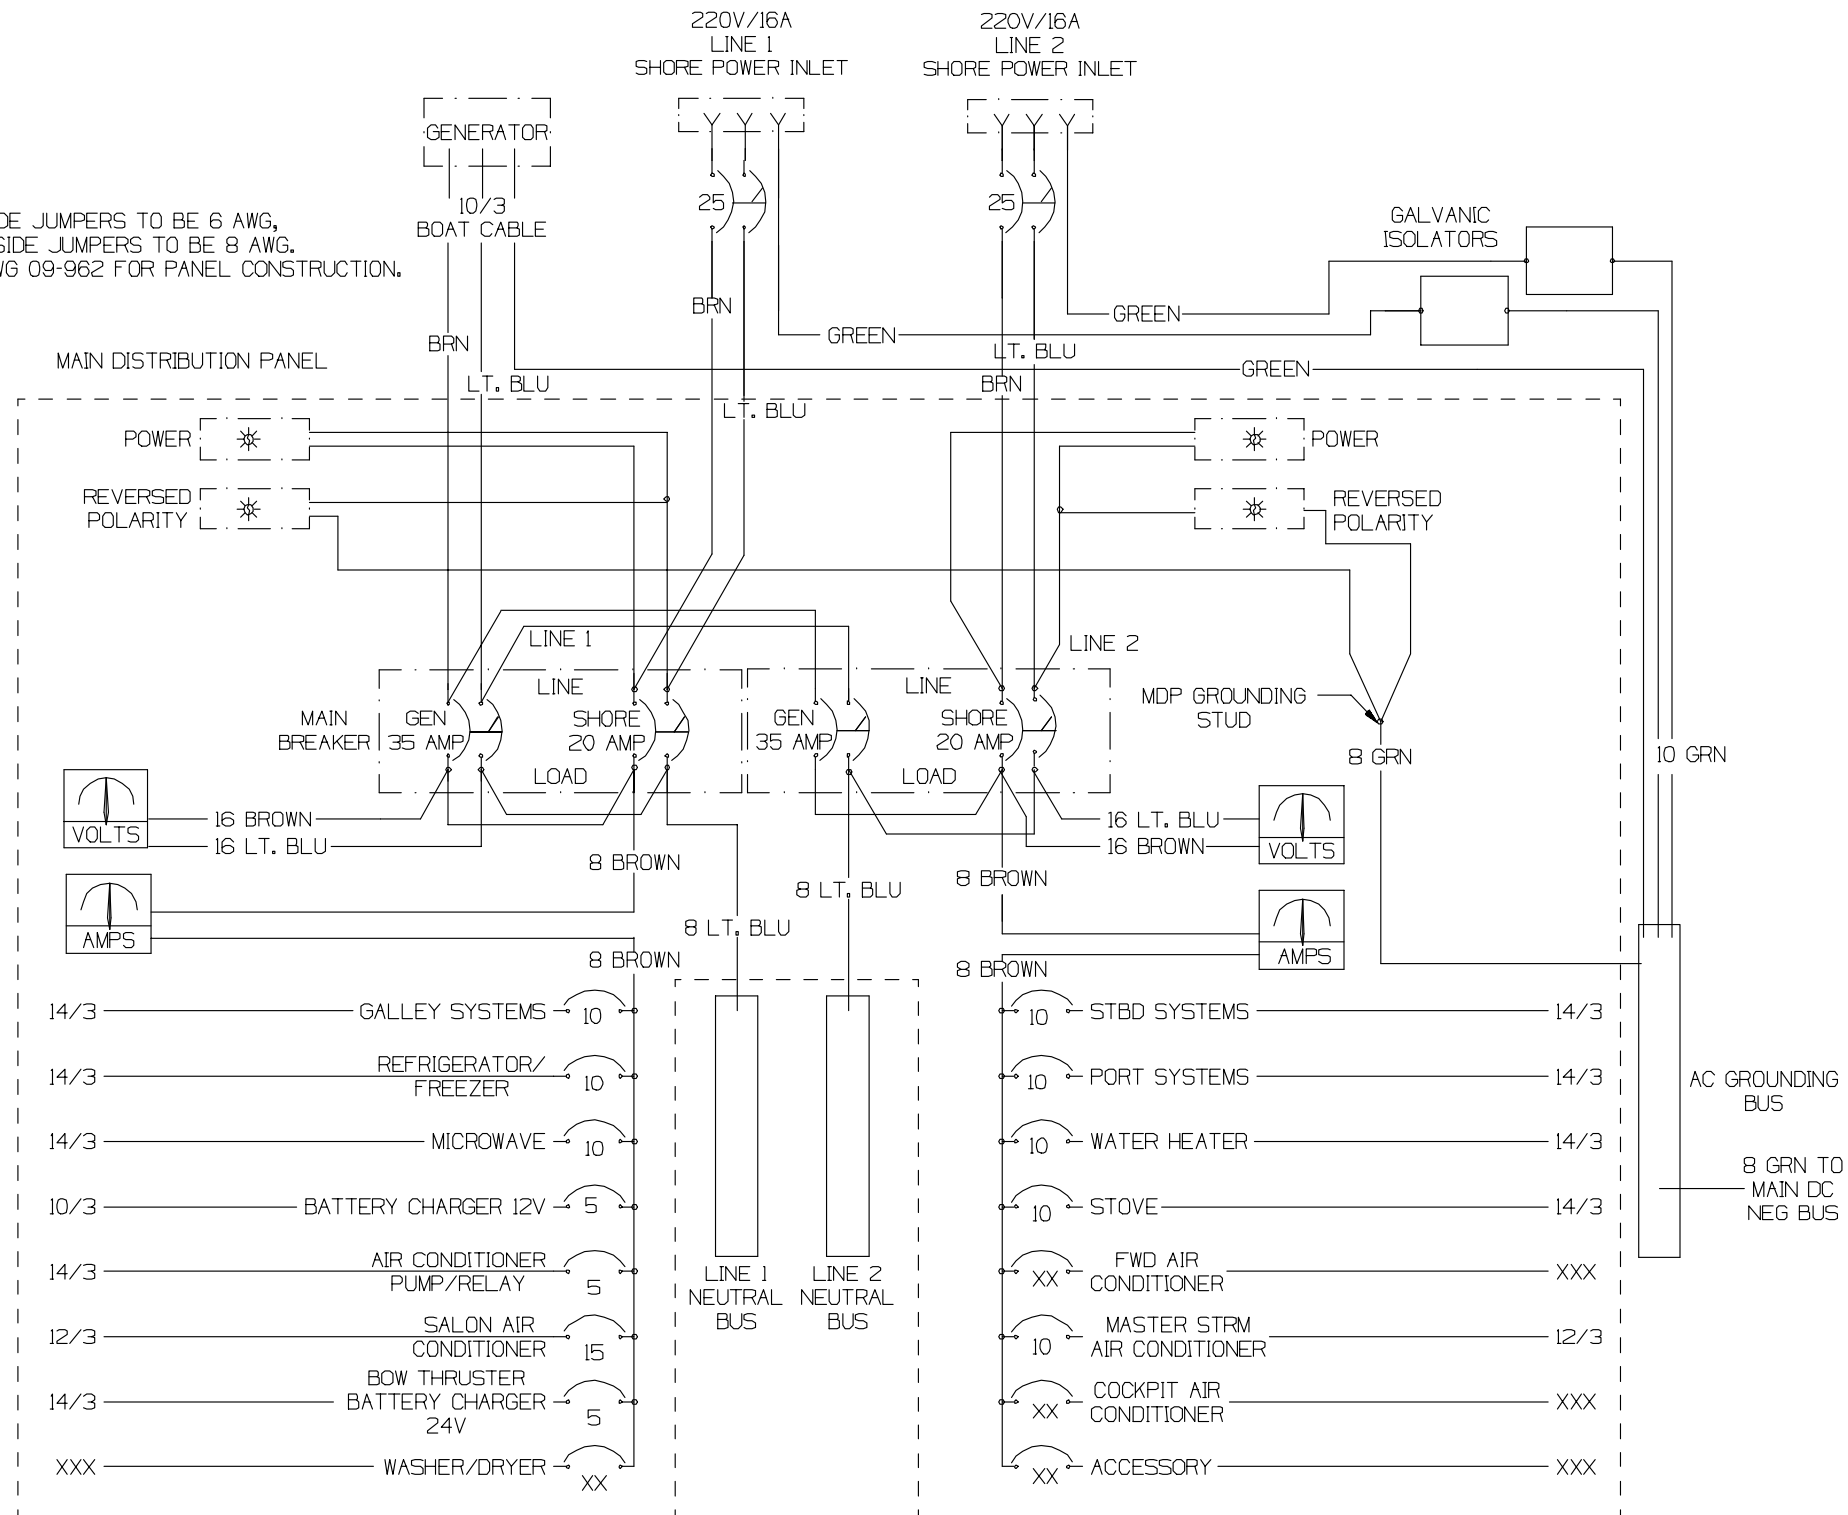 220V/16A
LINE 1
SHORE POWER INLET
220V/16A
LINE 2
SHORE POWER INLET
GENERATOR
25
25
10/3
BOAT CABLE
DE JUMPERS TO BE 6 AWG,
SIDE JUMPERS TO BE 8 AWG.
WG 09-962 FOR PANEL CONSTRUCTION.
GALVANIC
ISOLATORS
BRN
GREEN
GREEN
BRN
LT. BLU
MAIN DISTRIBUTION PANEL
GREEN
LT. BLU
BRN
LT. BLU
POWER
POWER
REVERSED
POLARITY
REVERSED
POLARITY
LINE 1
LINE 2
LINE
LINE
MDP GROUNDING
STUD
MAIN
BREAKER
GEN
35 AMP
SHORE
20 AMP
GEN
35 AMP
SHORE
20 AMP
8 GRN
10 GRN
LOAD
LOAD
VOLTS
16 BROWN
16 LT. BLU
16 LT. BLU
16 BROWN
VOLTS
8 BROWN
8 LT. BLU
8 BROWN
AMPS
8 LT. BLU
AMPS
8 BROWN
8 BROWN
14/3
GALLEY SYSTEMS
10
10
STBD SYSTEMS
14/3
14/3
REFRIGERATOR/
FREEZER
10
10
PORT SYSTEMS
14/3
AC GROUNDING
BUS
14/3
MICROWAVE
10
10
WATER HEATER
14/3
8 GRN TO
MAIN DC
NEG BUS
10/3
BATTERY CHARGER 12V
5
10
STOVE
14/3
14/3
AIR CONDITIONER
PUMP/RELAY
5
LINE 1
NEUTRAL
BUS
LINE 2
NEUTRAL
BUS
XX
FWD AIR
CONDITIONER
XXX
12/3
SALON AIR
CONDITIONER
15
10
MASTER STRM
AIR CONDITIONER
12/3
14/3
BOW THRUSTER
BATTERY CHARGER
24V
5
XX
COCKPIT AIR
CONDITIONER
XXX
XXX
WASHER/DRYER
XX
XX
ACCESSORY
XXX